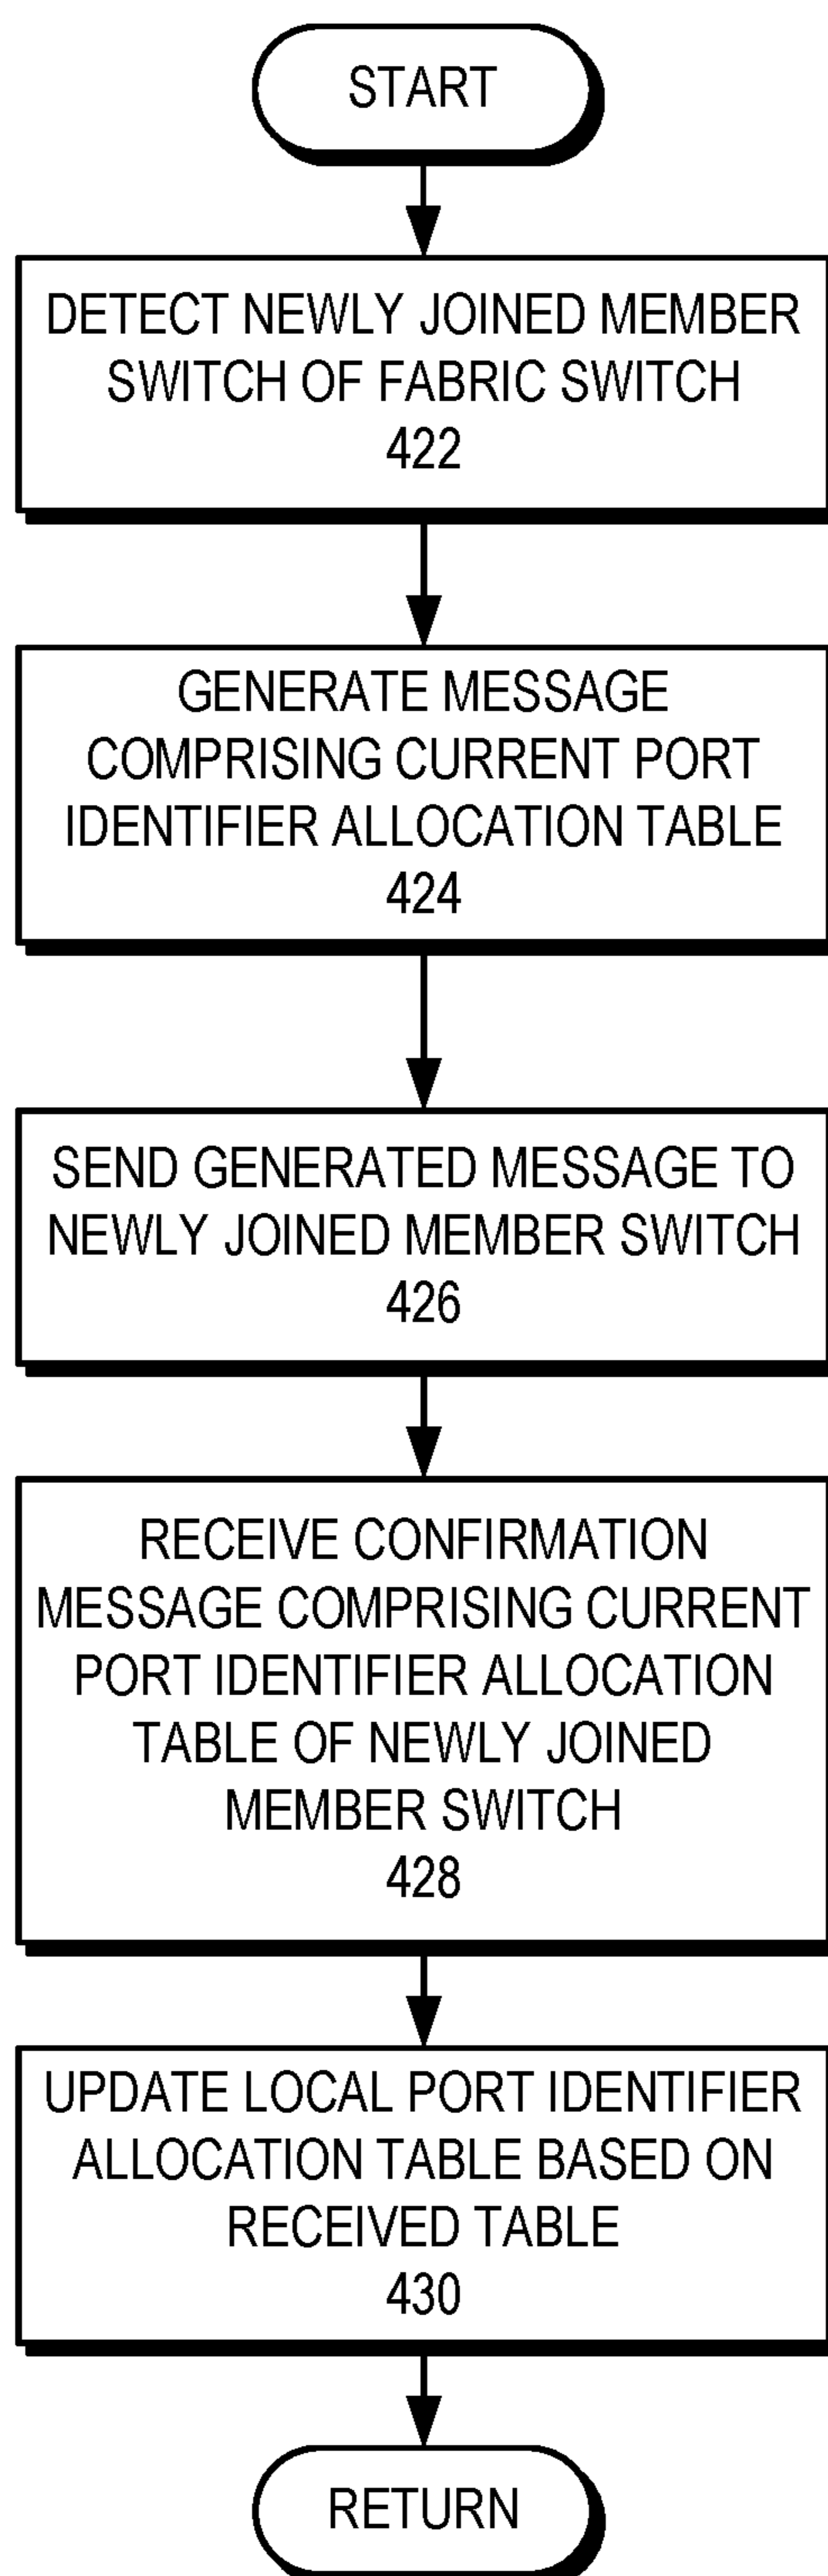 START
DETECT NEWLY JOINED MEMBER
SWITCH OF FABRIC SWITCH
422
GENERATE MESSAGE
COMPRISING CURRENT PORT
IDENTIFIER ALLOCATION TABLE
424
SEND GENERATED MESSAGE TO
NEWLY JOINED MEMBER SWITCH
426
RECEIVE CONFIRMATION
MESSAGE COMPRISING CURRENT
PORT IDENTIFIER ALLOCATION
TABLE OF NEWLY JOINED
MEMBER SWITCH
428
UPDATE LOCAL PORT IDENTIFIER
ALLOCATION TABLE BASED ON
RECEIVED TABLE
430
RETURN